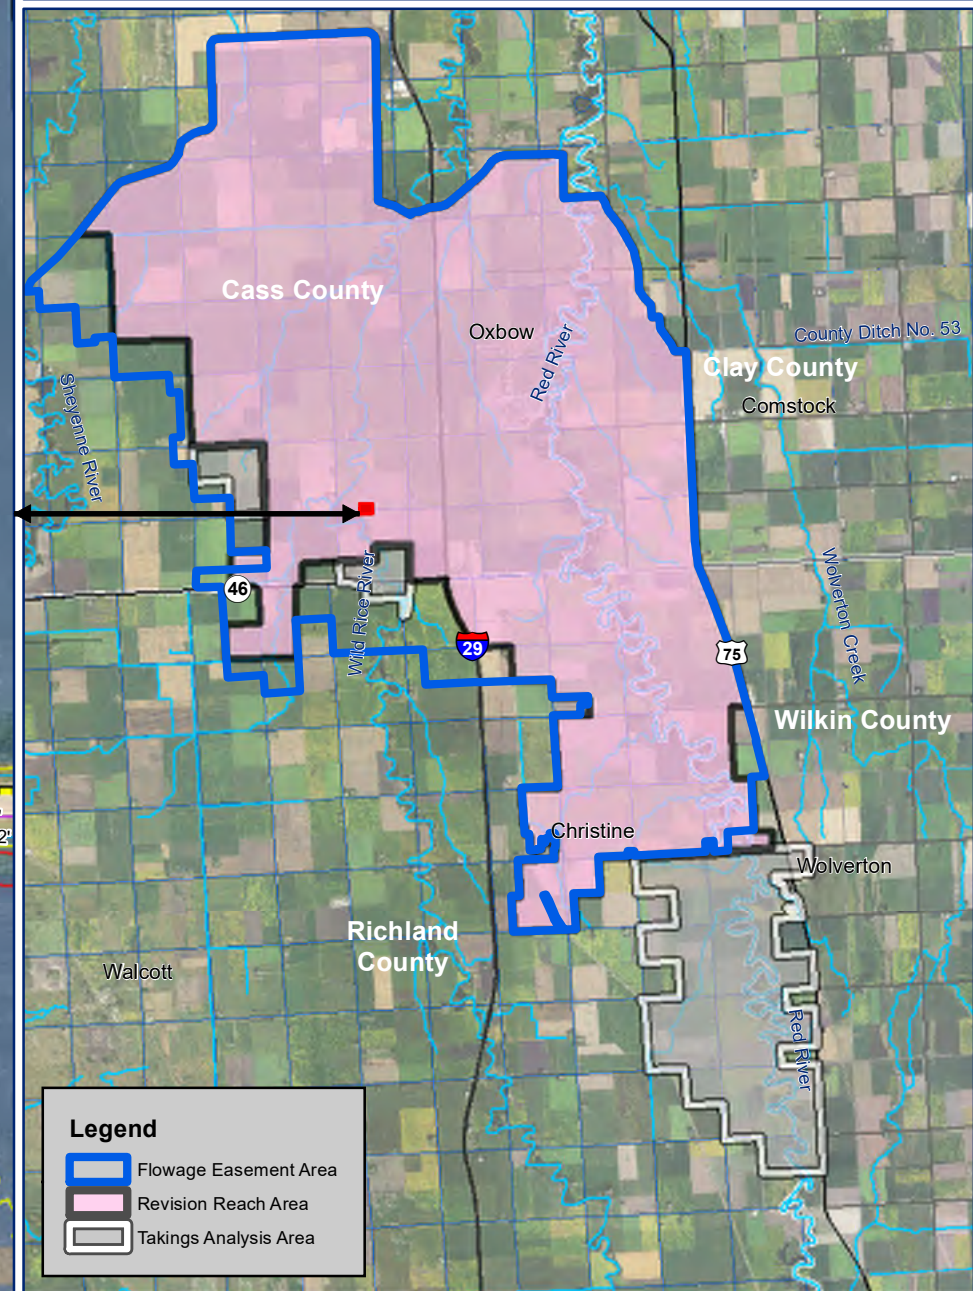 Cass County
Oxbow
Red River
County Ditch No. 53
Clay County
Comstock
Sheyenne River
46
Wild Rice River
29
75
Wolverton Creek
Wilkin County
2'
Christine
Wolverton
Richland
County
Walcott
Red River
Legend
Flowage Easement Area
Revision Reach Area
Takings Analysis Area